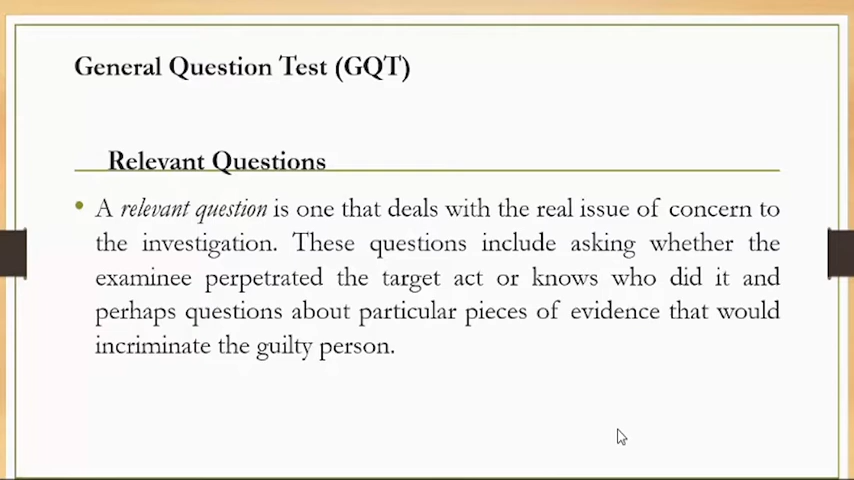 General Question Test (GQT)
Relevant Questions
• A relevant question is one that deals with the real issue of concern to
the investigation. These questions include asking whether the
examinee perpetrated the target act or knows who did it and
perhaps questions about particular pieces of evidence that would
incriminate the guilty person.